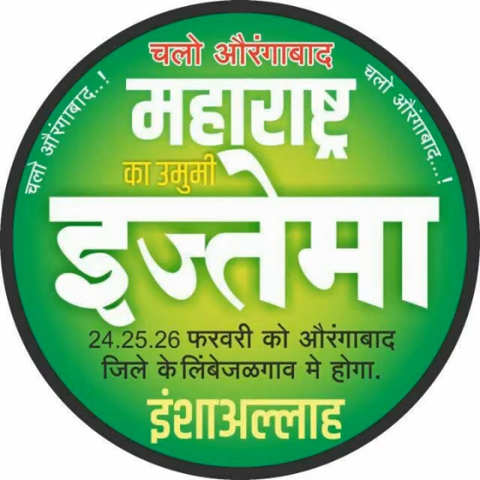 चलो औरंगाबाद
चलो औरंगाबाद..!
चलो औरंगाबाद...!
महाराष्ट्र
का उमुमी
इज्तेमा
24.25.26 फरवरी को औरंगाबाद
जिले के लिंबेजळगाव मे होगा.
इंशाअल्लाह